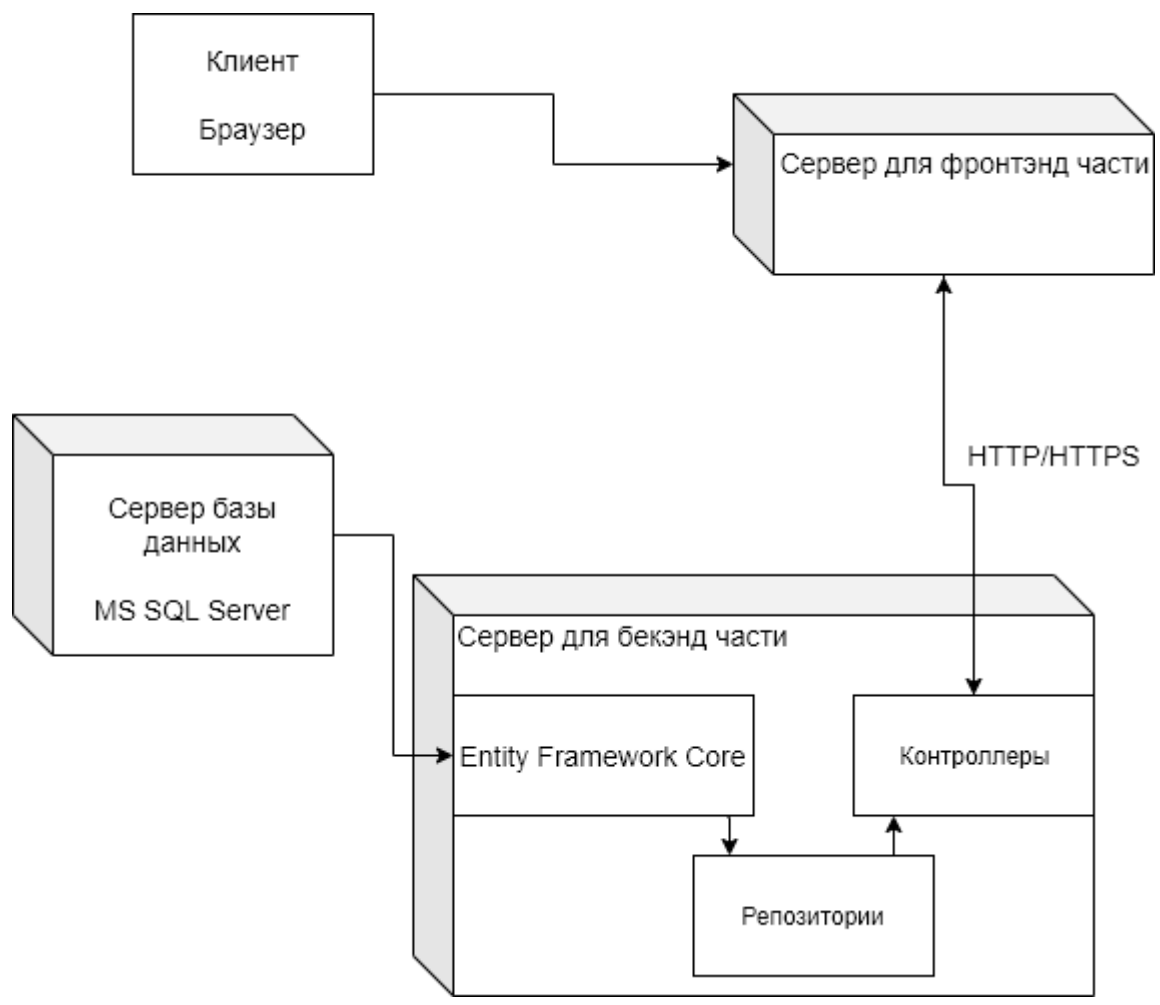 Клиент
Браузер
Сервер для фронтэнд части
HTTP/HTTPS
Сервер базы
данных
MS SQL Server
Сервер для бекэнд части
Entity Framework Core
Контроллеры
Репозитории